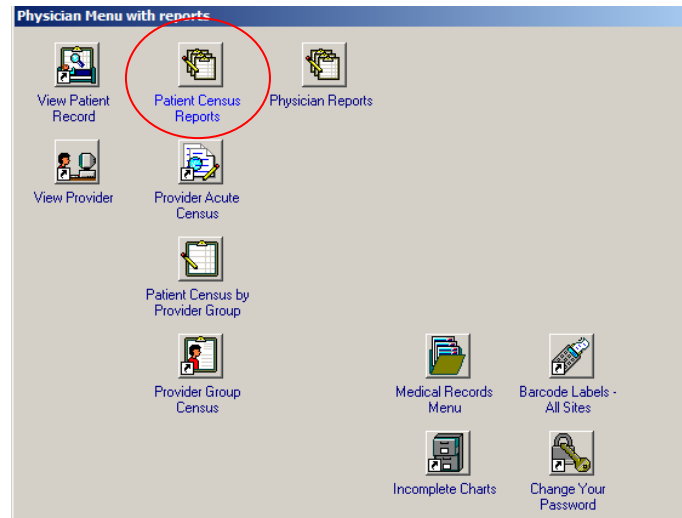 Physician Menu with reports
View Patient
Record
Patient Census
Reports
Physician Reports
View Provider
Provider Acute
Census
Patient Census by
Provider Group
Provider Group
Census
Medical Records
Menu
Barcode Labels -
All Sites
Incomplete Charts
Change Your
Password